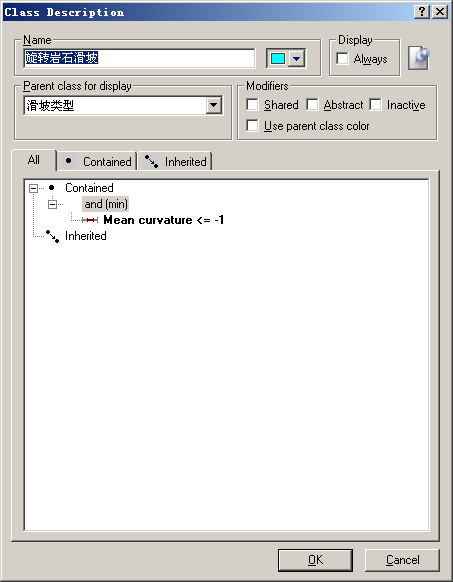 Class Description
Name
旋转岩石滑坡
Display
Always
Parent class for display
滑坡类型
Modifiers
Shared
Abstract
Inactive
Use parent class color
All
Contained
Inherited
Contained
and (min)
Mean curvature <= -1
Inherited
OK
Cancel